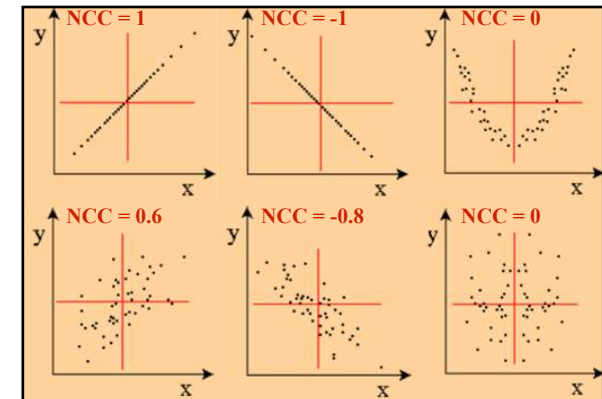 NCC = 1
NCC = -1
NCC = 0
y
y
y
x
x
x
NCC = 0.6
NCC = -0.8
NCC = 0
y
y
y
x
x
x